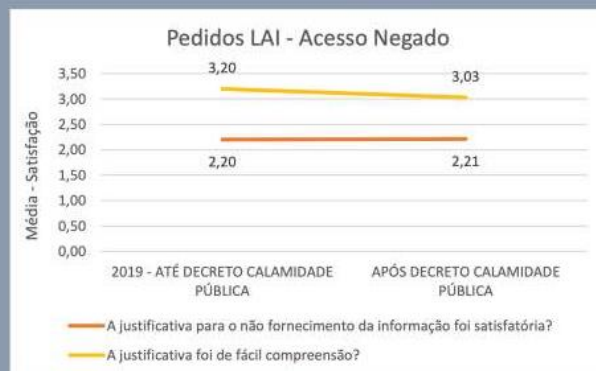 Pedidos LAI - Acesso Negado
3,50
3,00
2,50
2,00
1,50
1,00
0,50
0,00
Média - Satisfação
3,20
3,03
2,20
2,21
2019 - ATÉ DECRETO CALAMIDADE
PÚBLICA
APÓS DECRETO CALAMIDADE
PÚBLICA
A justificativa para o não fornecimento da informação foi satisfatória?
A justificativa foi de fácil compreensão?